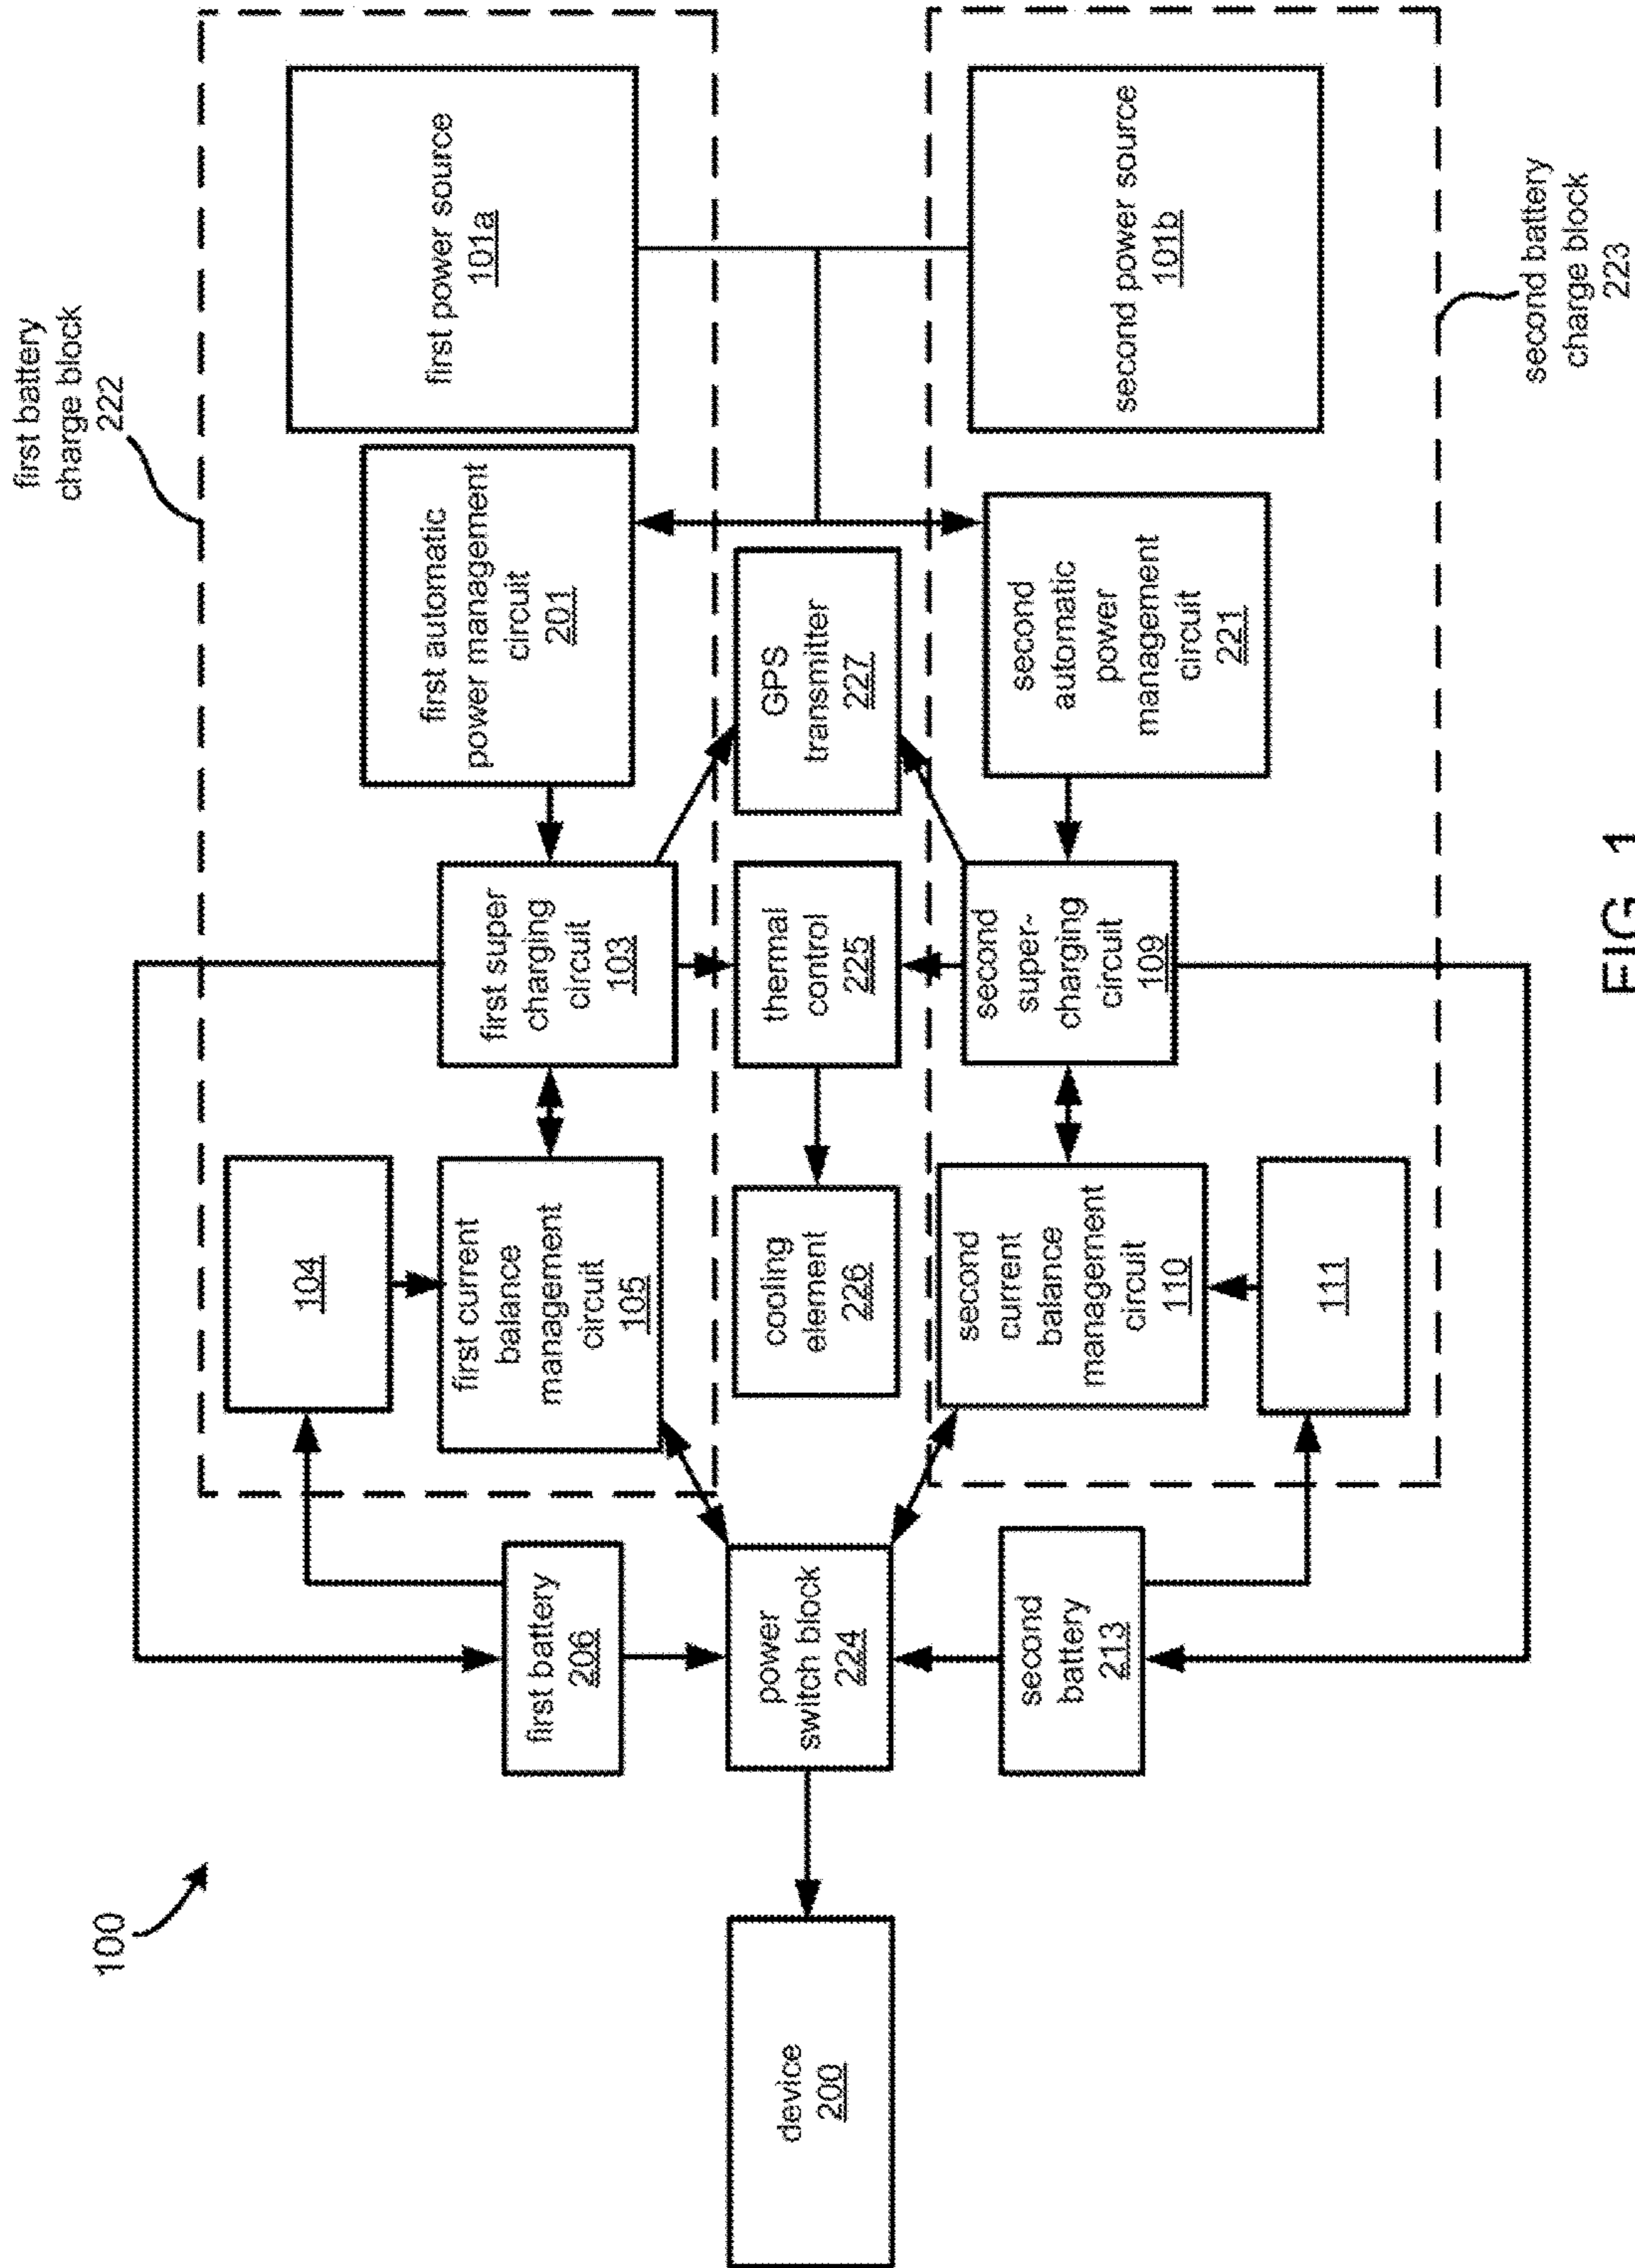 100
first battery
charge block
222
first power source
101a
first automatic
power management
circuit
201
first super
charging
circuit
103
104
first current
balance
management
circuit
105
first battery
206
GPS
transmitter
227
thermal
control
225
cooling
element
226
power
switch block
224
device
200
second power source
101b
second
automatic
power
management
circuit
221
second
super-
charging
circuit
109
second
current
balance
management
circuit
110
111
second
battery
213
second battery
charge block
223
FIG. 1